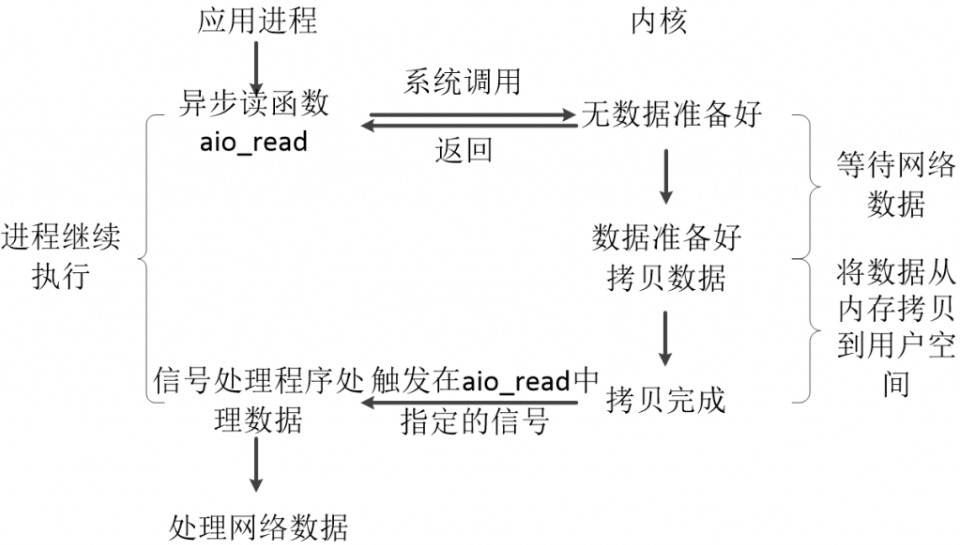 应用进程
内核
异步读函数
aio_read
系统调用
返回
无数据准备好
等待网络
数据
进程继续
执行
数据准备好
拷贝数据
将数据从
内存拷贝
到用户空
间
信号处理程序处
理数据
触发在aio_read中
指定的信号
拷贝完成
处理网络数据